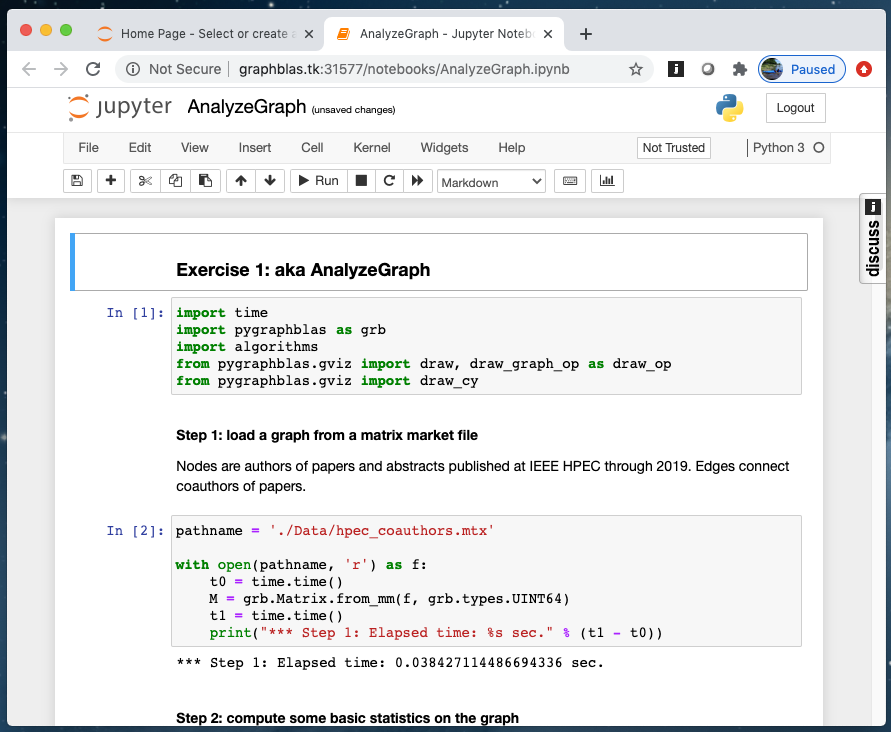 Home Page - Select or create a
AnalyzeGraph - Jupyter Noteb
Not Secure | graphblas.tk:31577/notebooks/AnalyzeGraph.ipynb
Paused
jupyter AnalyzeGraph (unsaved changes)
Logout
File Edit View Insert Cell Kernel Widgets Help
Not Trusted
Python 3
Run
Markdown
discuss
Exercise 1: aka AnalyzeGraph
In [1]:
import time
import pygraphblas as grb
import algorithms
from pygraphblas.gviz import draw, draw_graph_op as draw_op
from pygraphblas.gviz import draw_cy
Step 1: load a graph from a matrix market file
Nodes are authors of papers and abstracts published at IEEE HPEC through 2019. Edges connect
coauthors of papers.
In [2]:
pathname = './Data/hpec_coauthors.mtx'
with open(pathname, 'r') as f:
    t0 = time.time()
    M = grb.Matrix.from_mm(f, grb.types.UINT64)
    t1 = time.time()
    print("*** Step 1: Elapsed time: %s sec." % (t1 - t0))
*** Step 1: Elapsed time: 0.038427114486694336 sec.
Step 2: compute some basic statistics on the graph